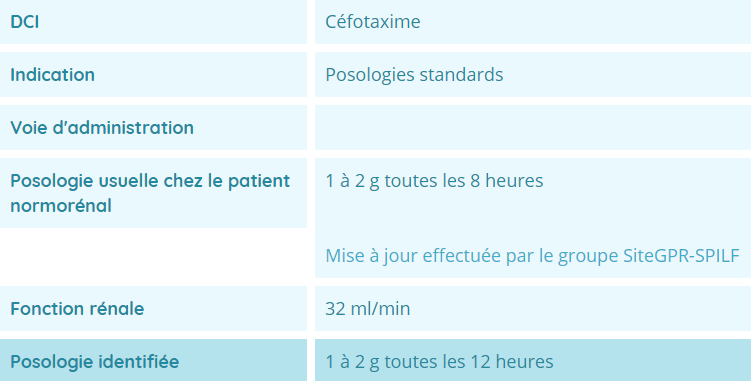 DCI
Céfotaxime
Indication
Posologies standards
Voie d'administration
Posologie usuelle chez le patient
normorénal
1 à 2 g toutes les 8 heures
Mise à jour effectuée par le groupe SiteGPR-SPILF
Fonction rénale
32 ml/min
Posologie identifiée
1 à 2 g toutes les 12 heures